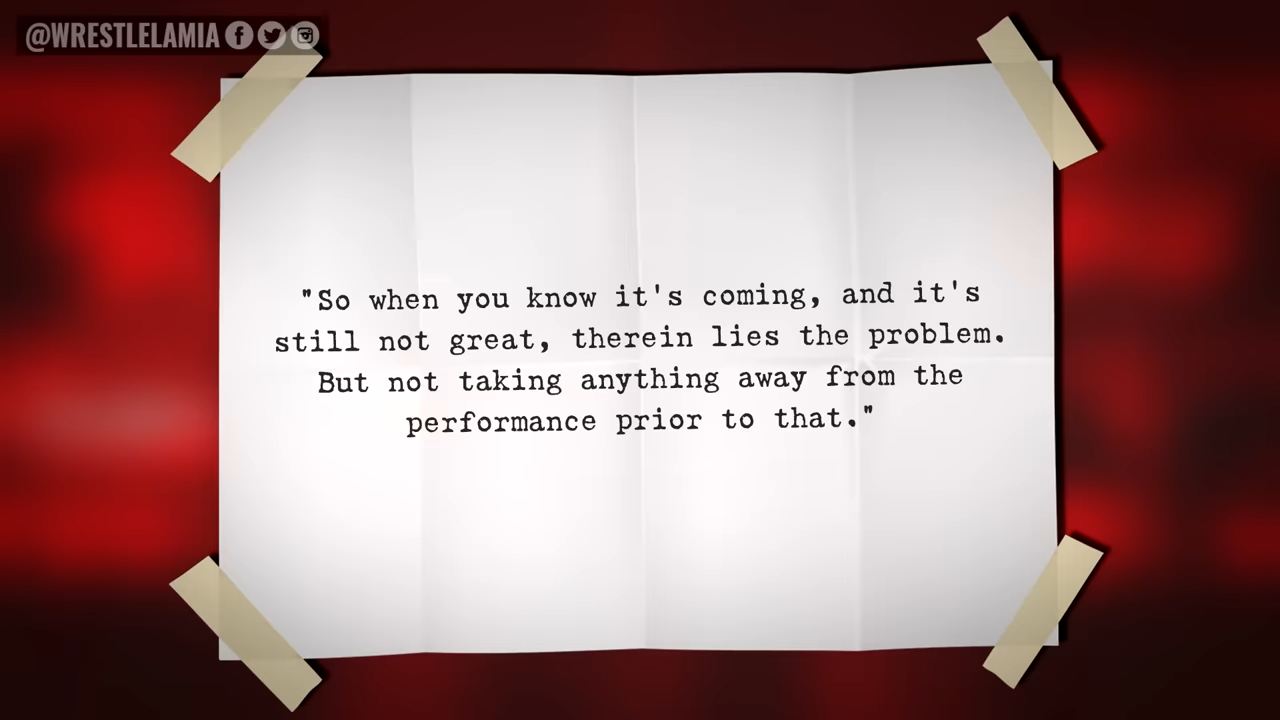 @WRESTLELAMIA
"So when you know it's coming, and it's
still not great, therein lies the problem.
But not taking anything away from the
performance prior to that."